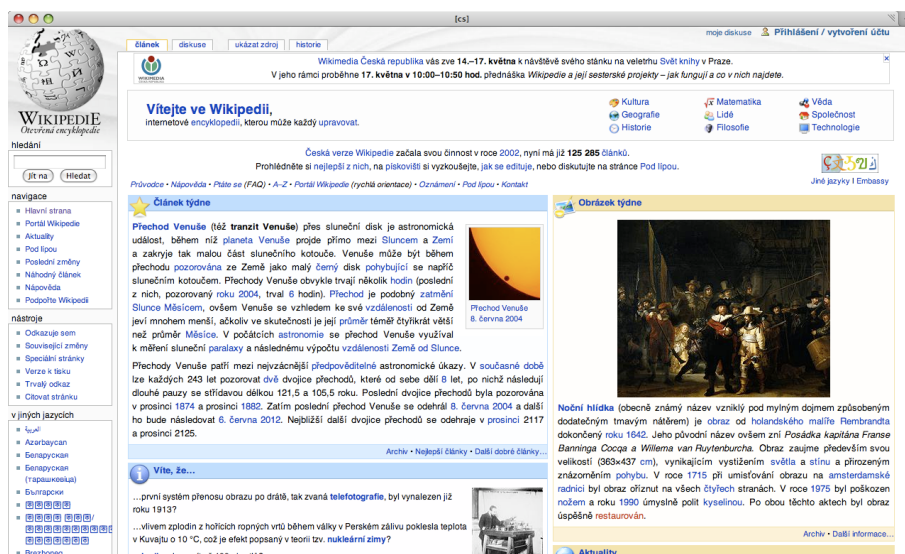 [cs]
moje diskuse Přihlášení / vytvoření účtu
článek diskuse ukázat zdroj historie
Wikimedia Česká republika vás zve 14.–17. května k návštěvě svého stánku na veletrhu Svět knihy v Praze.
V jeho rámci proběhne 17. května v 10:00–10:50 hod. přednáška Wikipedie a její sesterské projekty – jak fungují a co v nich najdete.
WIKIMEDIA
WIKIPEDIE
Otevřená encyklopedie
hledání
Jít na Hledat
navigace
Hlavní strana
Portál Wikipedie
Aktuality
Pod lípou
Poslední změny
Náhodný článek
Nápověda
Podpořte Wikipedii
nástroje
Odkazuje sem
Související změny
Speciální stránky
Verze k tisku
Trvalý odkaz
Citovat stránku
v jiných jazycích
العربية
Azərbaycan
Беларуская
Беларуская
(тарашкевіца)
Български
Brezhoneg
Vítejte ve Wikipedii,
internetové encyklopedii, kterou může každý upravovat.
Kultura Matematika Věda
Geografie Lidé Společnost
Historie Filosofie Technologie
Česká verze Wikipedie začala svou činnost v roce 2002, nyní má již 125 285 článků.
Prohlédněte si nejlepší z nich, na pískovišti si vyzkoušejte, jak se edituje, nebo diskutujte na stránce Pod lípou.
Jiné jazyky | Embassy
Průvodce • Nápověda • Ptáte se (FAQ) • A–Z • Portál Wikipedie (rychlá orientace) • Oznámení • Pod lípou • Kontakt
Článek týdne
Přechod Venuše (též tranzit Venuše) přes sluneční disk je astronomická
událost, během níž planeta Venuše projde přímo mezi Sluncem a Zemí
a zakryje tak malou část slunečního kotouče. Venuše může být během
přechodu pozorována ze Země jako malý černý disk pohybující se napříč
slunečním kotoučem. Přechody Venuše obvykle trvají několik hodin (poslední
z nich, pozorovaný roku 2004, trval 6 hodin). Přechod je podobný zatmění
Slunce Měsícem, ovšem Venuše se vzhledem ke své vzdálenosti od Země
jeví mnohem menší, ačkoliv ve skutečnosti je její průměr téměř čtyřikrát větší
než průměr Měsíce. V počátcích astronomie se přechod Venuše využíval
k měření sluneční paralaxy a následnému výpočtu vzdálenosti Země od Slunce.
Přechod Venuše
8. června 2004
Přechody Venuše patří mezi nejvzácnější předpověditelné astronomické úkazy. V současné době
lze každých 243 let pozorovat dvě dvojice přechodů, které od sebe dělí 8 let, po nichž následují
dlouhé pauzy se střídavou délkou 121,5 a 105,5 roku. Poslední dvojice přechodů byla pozorována
v prosinci 1874 a prosinci 1882. Zatím poslední přechod Venuše se odehrál 8. června 2004 a další
ho bude následovat 6. června 2012. Nejbližší další dvojice přechodů se odehraje v prosinci 2117
a prosinci 2125.
Archiv • Nejlepší články • Další dobré články…
Víte, že…
…první systém přenosu obrazu po drátě, tak zvaná telefotografie, byl vynalezen již
roku 1913?
…vlivem zplodin z hořících ropných vrtů během války v Perském zálivu poklesla teplota
v Kuvajtu o 10 °C, což je efekt popsaný v teorii tzv. nukleární zimy?
Obrázek týdne
Noční hlídka (obecně známý název vzniklý pod mylným dojmem způsobeným
dodatečným tmavým nátěrem) je obraz od holandského malíře Rembrandta
dokončený roku 1642. Jeho původní název ovšem zní Posádka kapitána Franse
Banninga Cocqa a Willema van Ruytenburcha. Obraz zaujme především svou
velikostí (363x437 cm), vynikajícím vystižením světla a stínu a přirozeným
znázorněním pohybu. V roce 1715 při umisťování obrazu na amsterdamské
radnici byl obraz oříznut na všech čtyřech stranách. V roce 1975 byl poškozen
nožem a roku 1990 úmyslně polit kyselinou. Po obou těchto aktech byl obraz
úspěšně restaurován.
Archiv • Další informace…
Aktuality